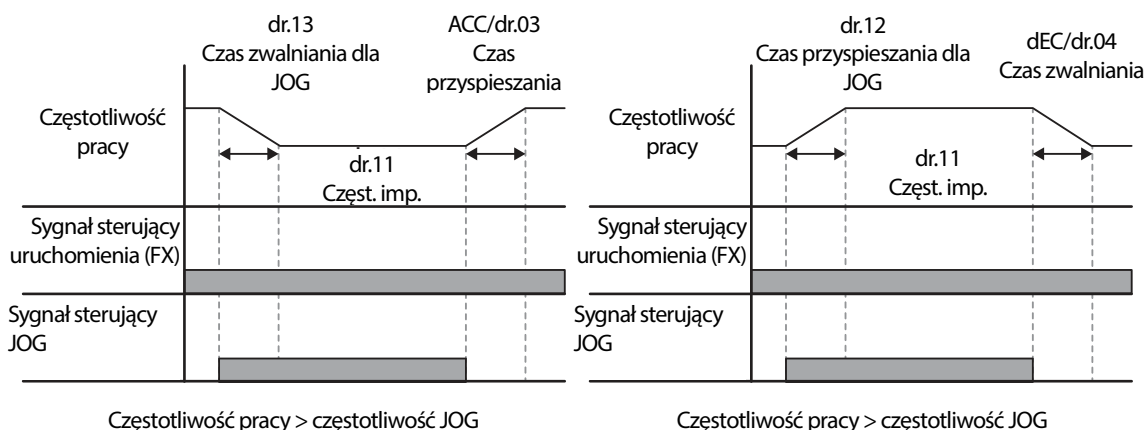 dr.13
Czas zwalniania dla
JOG
ACC/dr.03
Czas
przyspieszania
Częstotliwość
pracy
dr.11
Częst. imp.
Sygnał sterujący
uruchomienia (FX)
Sygnał sterujący
JOG
Częstotliwość pracy > częstotliwość JOG
dr.12
Czas przyspieszania dla
JOG
dEC/dr.04
Czas zwalniania
Częstotliwość
pracy
dr.11
Częst. imp.
Sygnał sterujący
uruchomienia (FX)
Sygnał sterujący
JOG
Częstotliwość pracy > częstotliwość JOG